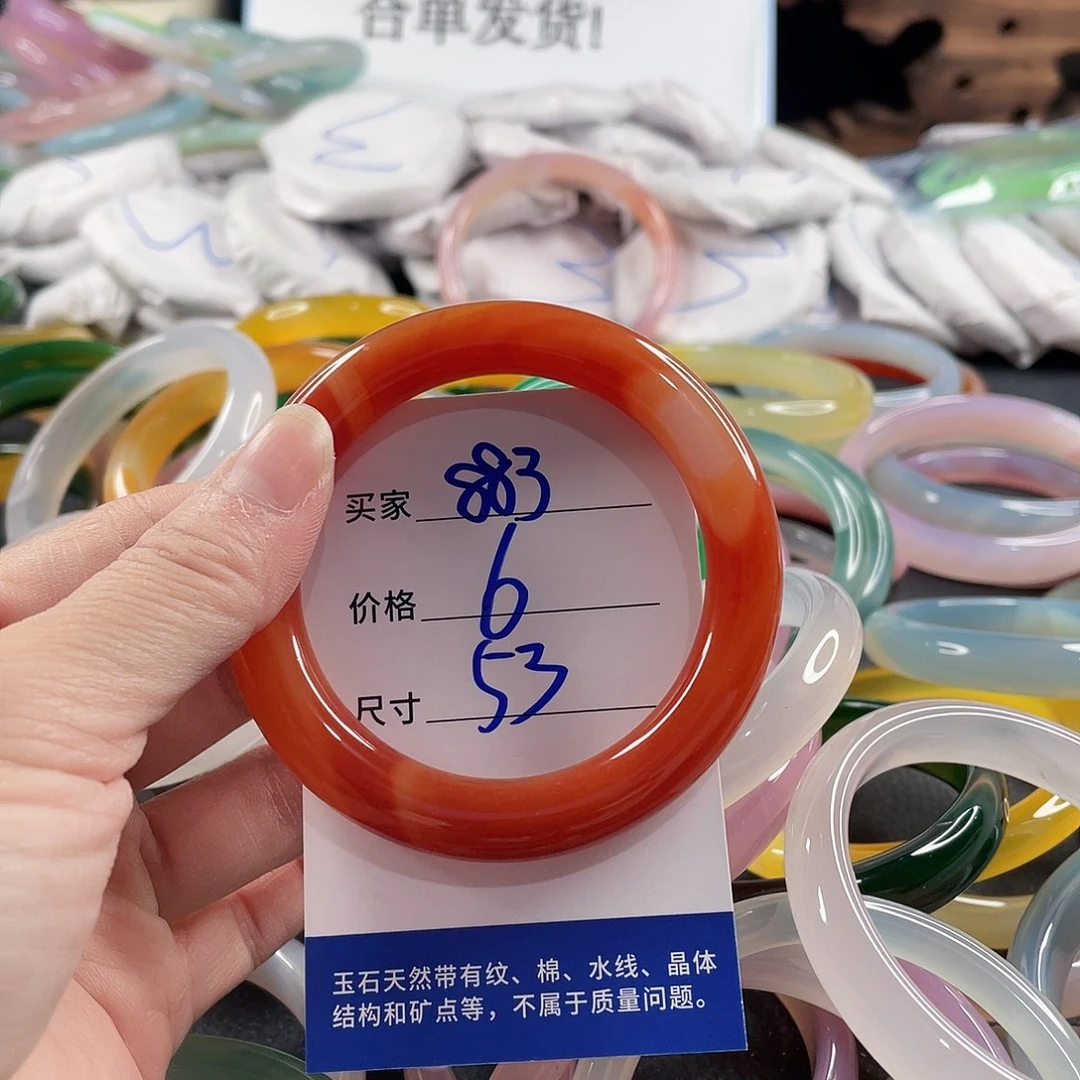 合单发货!
买家 883
价格 6
尺寸 53
玉石天然带有纹、棉、水线、晶体
结构和矿点等，不属于质量问题。